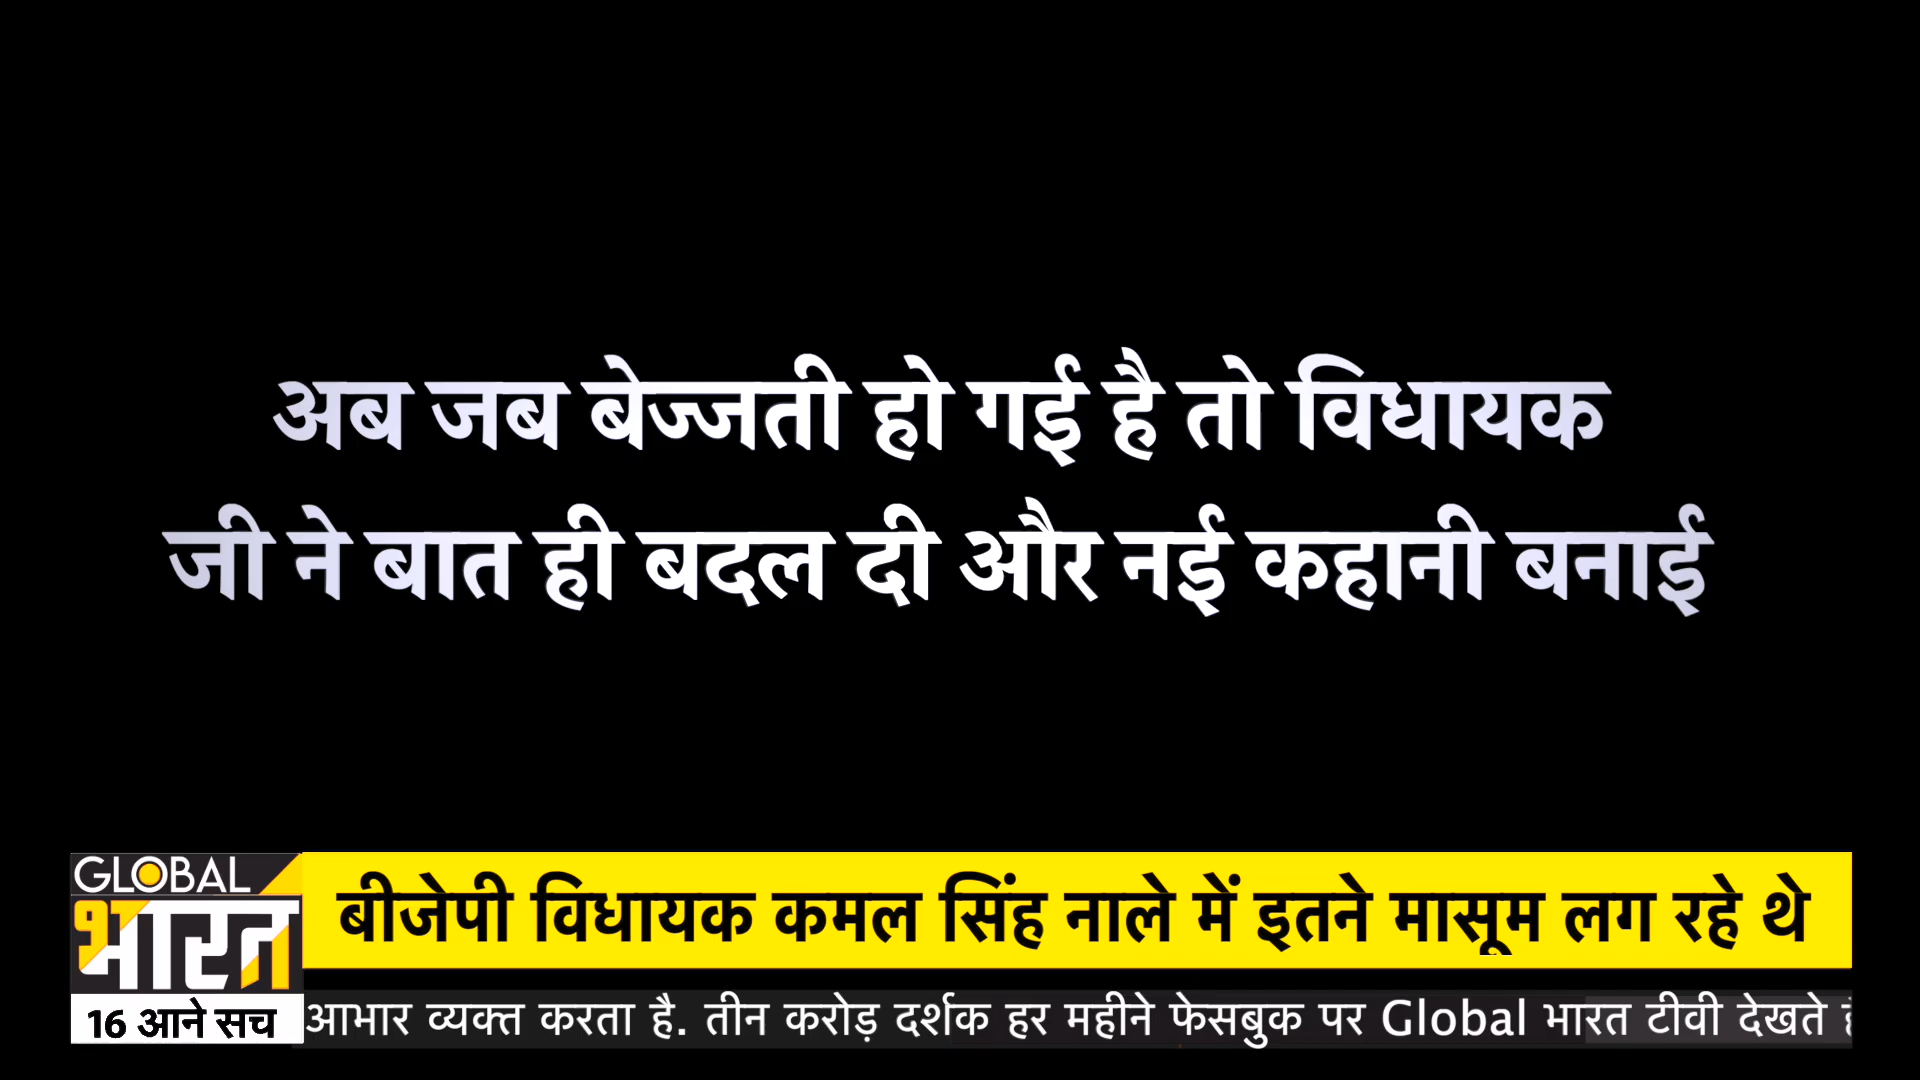 अब जब बेज्जती हो गई है तो विधायक
जी ने बात ही बदल दी और नई कहानी बनाई
GLOBAL
भारत
16 आने सच
बीजेपी विधायक कमल सिंह नाले में इतने मासूम लग रहे थे
आभार व्यक्त करता है. तीन करोड़ दर्शक हर महीने फेसबुक पर Global भारत टीवी देखते